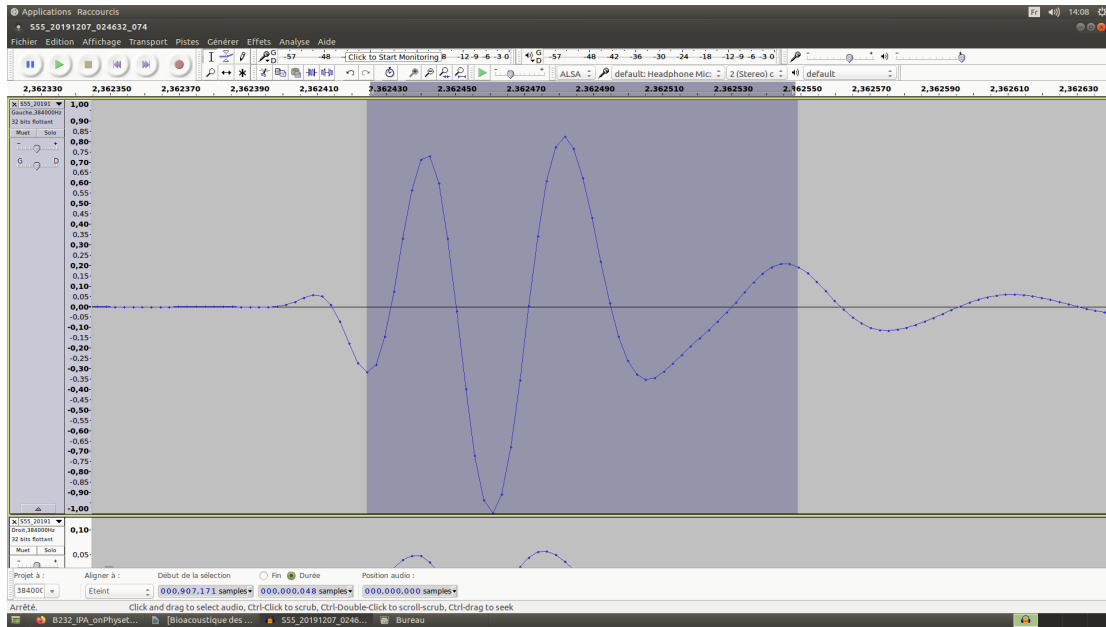 Applications Raccourcis Fr 14:08
S55_20191207_024632_074
Fichier Edition Affichage Transport Pistes Générer Effets Analyse Aide
G D -57 -48 Click to Start Monitoring 8 -12 -9 -6 -3 0 G D -57 -48 -42 -36 -30 -24 -18 -12 -9 -6 -3 0 - +
ALSA default: Headphone Mic: 2 (Stereo) c default
2,362330 2,362350 2,362370 2,362390 2,362410 2,362430 2,362450 2,362470 2,362490 2,362510 2,362530 2,362550 2,362570 2,362590 2,362610 2,362630
S55_20191
Gauche,384000Hz
32 bits flottant
Muet Solo
- +
G D
1,00
0,90
0,85
0,80
0,75
0,70
0,65
0,60
0,55
0,50
0,45
0,40
0,35
0,30
0,25
0,20
0,15
0,10
0,05
0,00
-0,05
-0,10
-0,15
-0,20
-0,25
-0,30
-0,35
-0,40
-0,45
-0,50
-0,55
-0,60
-0,65
-0,70
-0,75
-0,80
-0,85
-0,90
-1,00
S55_20191
Droit,384000Hz
32 bits flottant
Muet Solo
0,10
0,05
Projet à : Aligner à : Début de la sélection Fin Durée Position audio :
38400 Eteint 000,907,171 samples 000,000,048 samples 000,000,000 samples
Arrêté. Click and drag to select audio, Ctrl-Click to scrub, Ctrl-Double-Click to scroll-scrub, Ctrl-drag to seek
B232_IPA_onPhyset... [Bioacoustique des ... S55_20191207_0246... Bureau